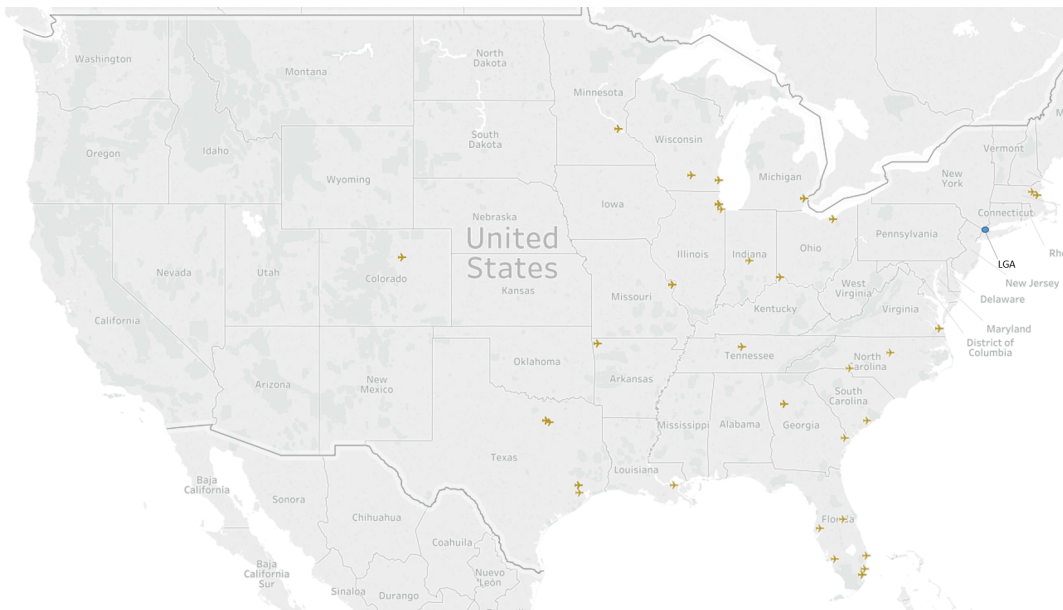 Washington
Montana
North
Dakota
Minnesota
Oregon
Idaho
Wyoming
South
Dakota
Wisconsin
Michigan
Vermont
New
York
Connecticut
Nebraska
Iowa
Nevada
Utah
Colorado
United
States
Kansas
Illinois
Indiana
Ohio
Pennsylvania
LGA
New Jersey
Delaware
Maryland
District of
Columbia
California
Missouri
Kentucky
West
Virginia
Virginia
Arizona
New
Mexico
Oklahoma
Arkansas
Tennessee
North
Carolina
South
Carolina
Texas
Louisiana
Mississippi
Alabama
Georgia
Florida
Baja
California
Sonora
Chihuahua
Coahuila
Baja
California
Sur
Sinaloa
Durango
Nuevo
León